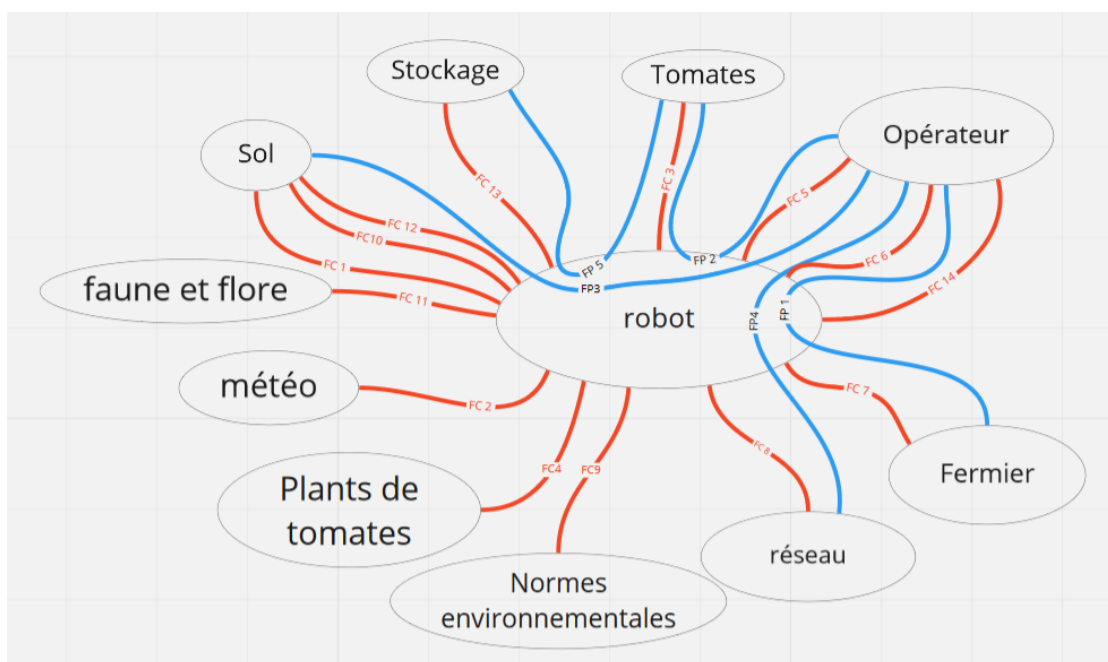 Stockage
Tomates
Opérateur
Sol
FC 13
FC 3
FC 5
FC 12
FC10
FC 1
FP 5
FP 2
FC 6
FC 14
faune et flore
FC 11
FP3
robot
FP4
FP 1
météo
FC 2
FC 7
Plants de
tomates
FC4
FC9
FC 8
Fermier
réseau
Normes
environnementales